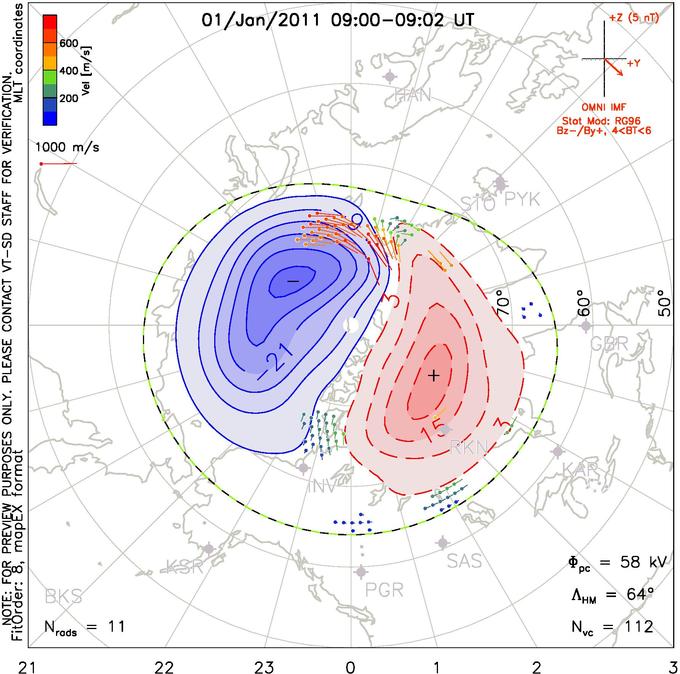 01/Jan/2011 09:00-09:02 UT
MLT coordinates
NOTE: FOR PREVIEW PURPOSES ONLY. PLEASE CONTACT VT-SD STAFF FOR VERIFICATION.
FitOrder: 8, mapEX format
600
400
200
Vel [m/s]
1000 m/s
+Z (5 nT)
+Y
OMNI IMF
Stat Mod: RG96
Bz-/By+, 4<BT<6
HAN
STO
PYK
-9
3
70°
60°
50°
GBR
-21
15
3
RKN
INV
KAP
KSR
SAS
PGR
BKS
Φpc = 58 kV
ΛHM = 64°
Nrads = 11
Nvc = 112
21 22 23 0 1 2 3